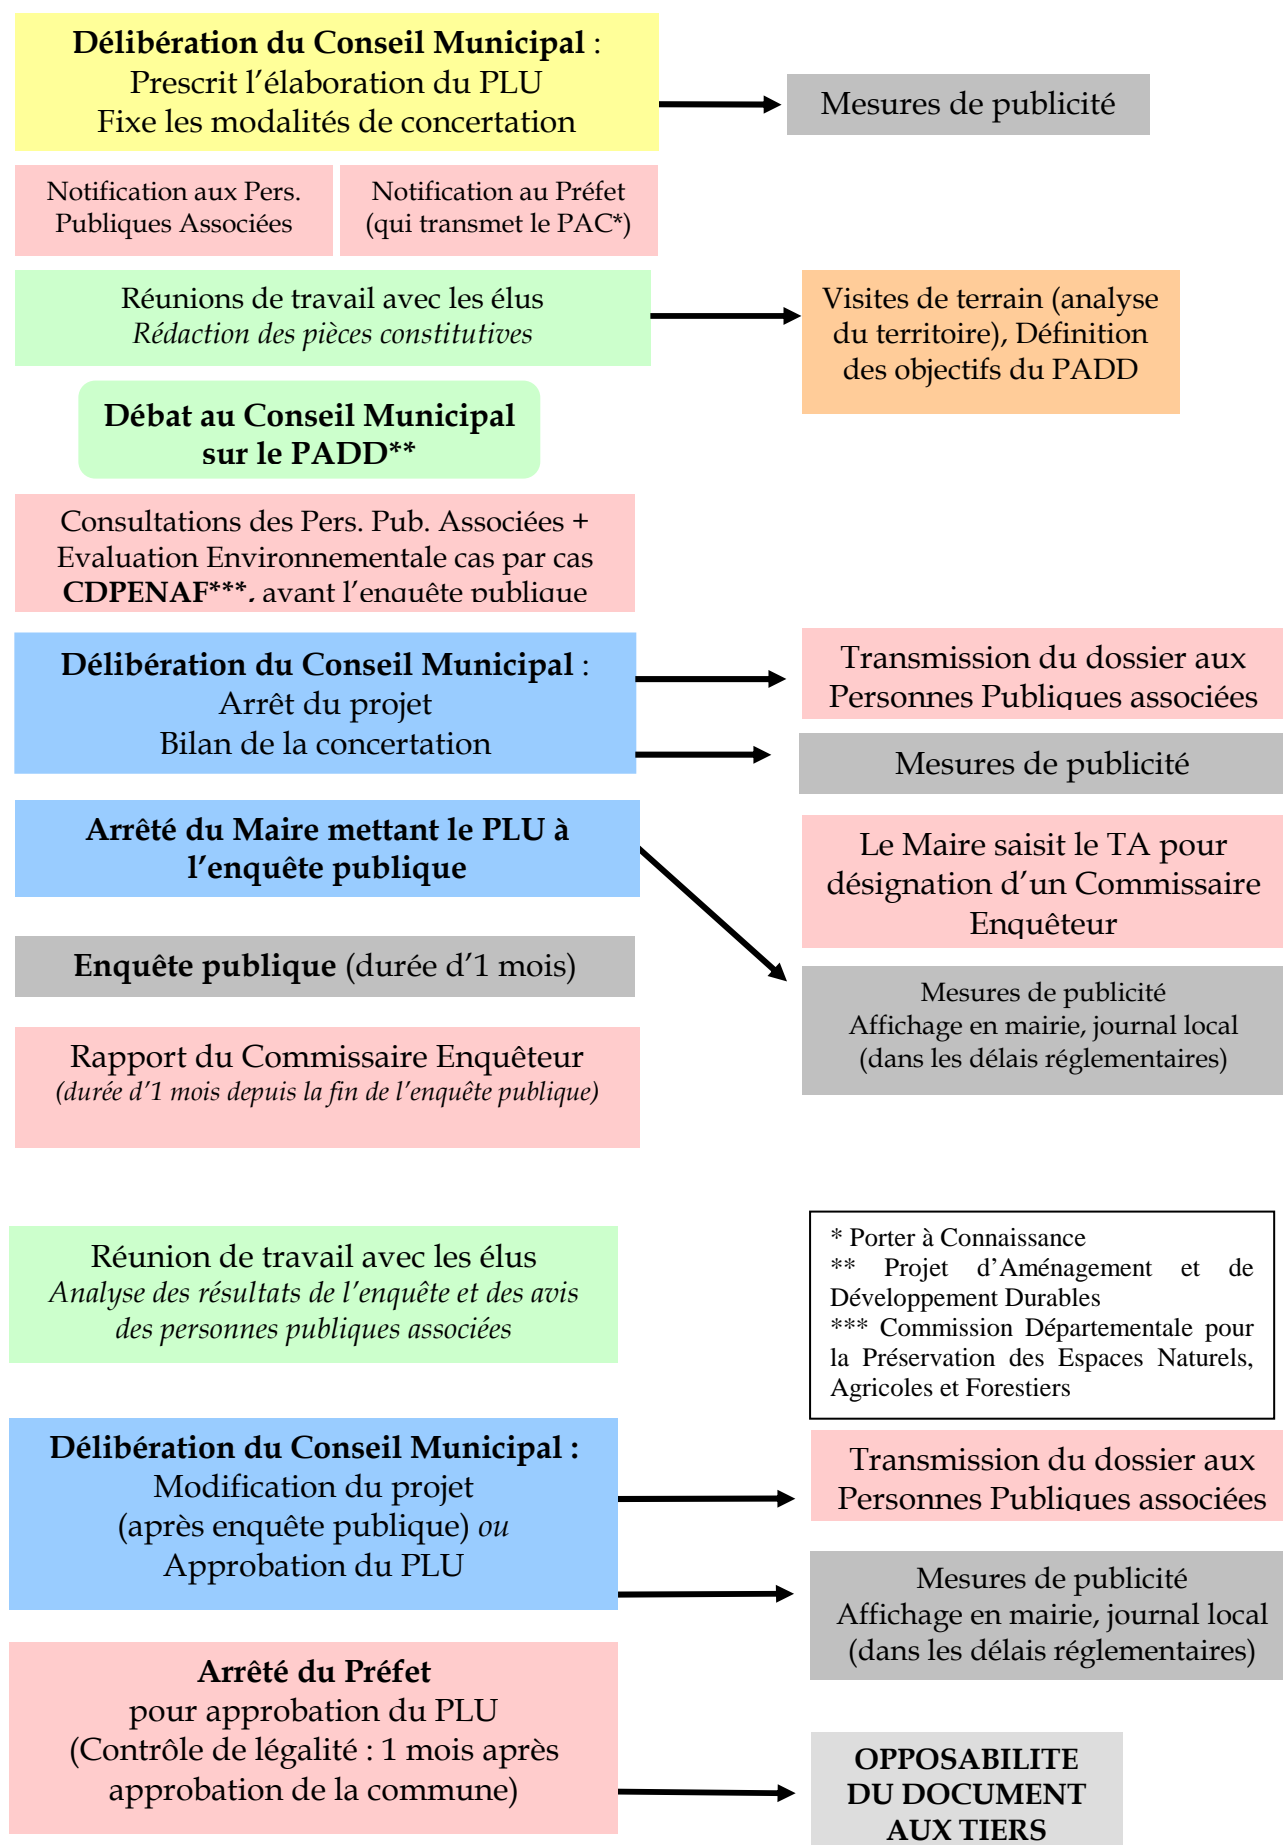 Délibération du Conseil Municipal :
Prescrit l’élaboration du PLU
Fixe les modalités de concertation
Mesures de publicité
Notification aux Pers.
Publiques Associées
Notification au Préfet
(qui transmet le PAC*)
Réunions de travail avec les élus
Rédaction des pièces constitutives
Visites de terrain (analyse
du territoire), Définition
des objectifs du PADD
Débat au Conseil Municipal
sur le PADD**
Consultations des Pers. Pub. Associées +
Evaluation Environnementale cas par cas
CDPENAF***, avant l’enquête publique
Délibération du Conseil Municipal :
Arrêt du projet
Bilan de la concertation
Transmission du dossier aux
Personnes Publiques associées
Mesures de publicité
Arrêté du Maire mettant le PLU à
l’enquête publique
Le Maire saisit le TA pour
désignation d’un Commissaire
Enquêteur
Enquête publique (durée d’1 mois)
Mesures de publicité
Affichage en mairie, journal local
(dans les délais réglementaires)
Rapport du Commissaire Enquêteur
(durée d’1 mois depuis la fin de l’enquête publique)
Réunion de travail avec les élus
Analyse des résultats de l’enquête et des avis
des personnes publiques associées
* Porter à Connaissance
** Projet d’Aménagement et de
Développement Durables
*** Commission Départementale pour
la Préservation des Espaces Naturels,
Agricoles et Forestiers
Délibération du Conseil Municipal :
Modification du projet
(après enquête publique) ou
Approbation du PLU
Transmission du dossier aux
Personnes Publiques associées
Mesures de publicité
Affichage en mairie, journal local
(dans les délais réglementaires)
Arrêté du Préfet
pour approbation du PLU
(Contrôle de légalité : 1 mois après
approbation de la commune)
OPPOSABILITE
DU DOCUMENT
AUX TIERS